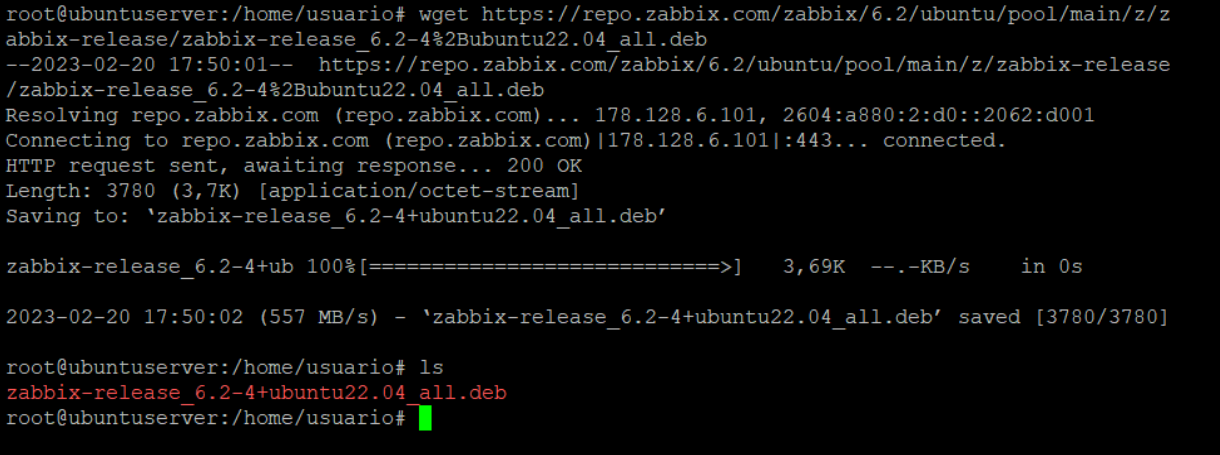 root@ubuntuserver:/home/usuario# wget https://repo.zabbix.com/zabbix/6.2/ubuntu/pool/main/z/z
abbix-release/zabbix-release_6.2-4%2Bubuntu22.04_all.deb
--2023-02-20 17:50:01--  https://repo.zabbix.com/zabbix/6.2/ubuntu/pool/main/z/zabbix-release
/zabbix-release_6.2-4%2Bubuntu22.04_all.deb
Resolving repo.zabbix.com (repo.zabbix.com)... 178.128.6.101, 2604:a880:2:d0::2062:d001
Connecting to repo.zabbix.com (repo.zabbix.com)|178.128.6.101|:443... connected.
HTTP request sent, awaiting response... 200 OK
Length: 3780 (3,7K) [application/octet-stream]
Saving to: ‘zabbix-release_6.2-4+ubuntu22.04_all.deb’
zabbix-release_6.2-4+ub 100%[============================>]   3,69K  --.-KB/s    in 0s
2023-02-20 17:50:02 (557 MB/s) - ‘zabbix-release_6.2-4+ubuntu22.04_all.deb’ saved [3780/3780]
root@ubuntuserver:/home/usuario# ls
zabbix-release_6.2-4+ubuntu22.04_all.deb
root@ubuntuserver:/home/usuario#